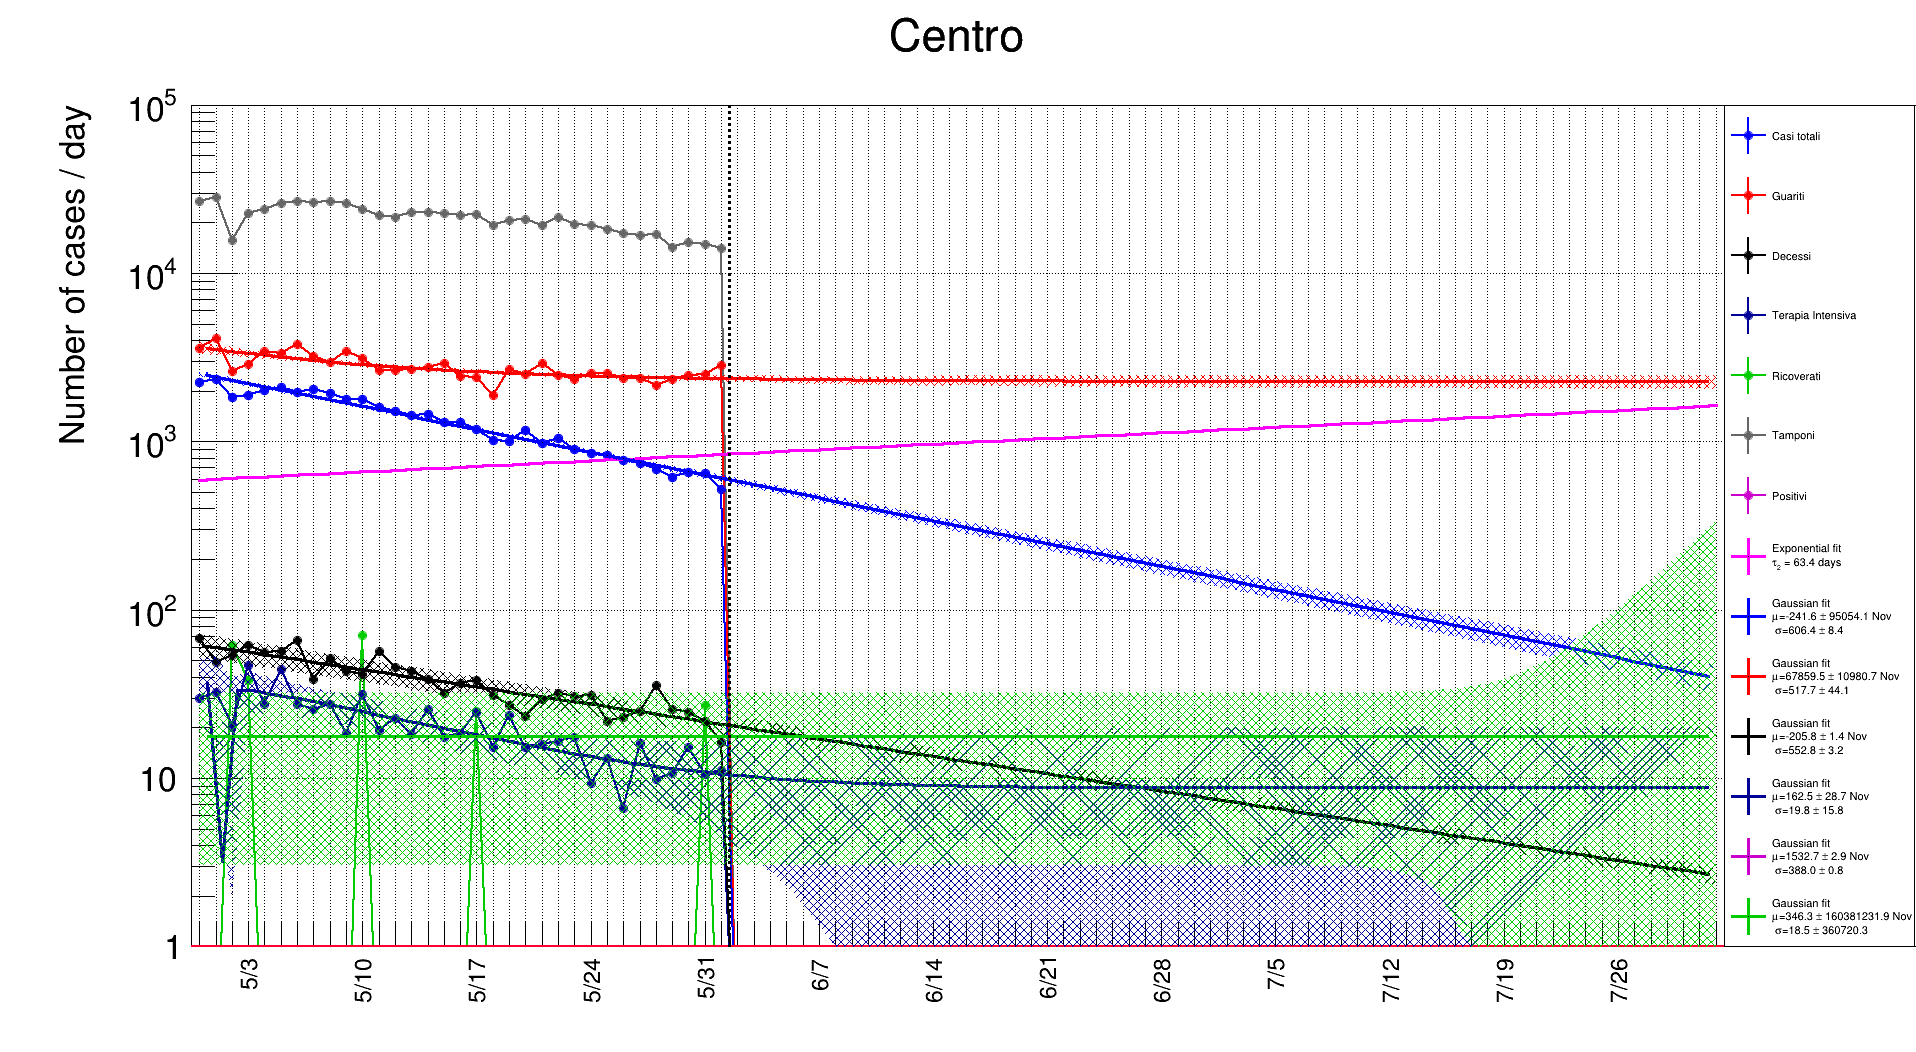 Centro
Number of cases / day
10^5
10^4
10^3
10^2
10
1
5/3
5/10
5/17
5/24
5/31
6/7
6/14
6/21
6/28
7/5
7/12
7/19
7/26
Casi totali
Guariti
Decessi
Terapia Intensiva
Ricoverati
Tamponi
Positivi
Exponential fit
τ₂ = 63.4 days
Gaussian fit
μ=-241.6 ± 95054.1 Nov
σ=606.4 ± 8.4
Gaussian fit
μ=67859.5 ± 10980.7 Nov
σ=517.7 ± 44.1
Gaussian fit
μ=-205.8 ± 1.4 Nov
σ=552.8 ± 3.2
Gaussian fit
μ=162.5 ± 28.7 Nov
σ=19.8 ± 15.8
Gaussian fit
μ=1532.7 ± 2.9 Nov
σ=388.0 ± 0.8
Gaussian fit
μ=346.3 ± 160381231.9 Nov
σ=18.5 ± 360720.3